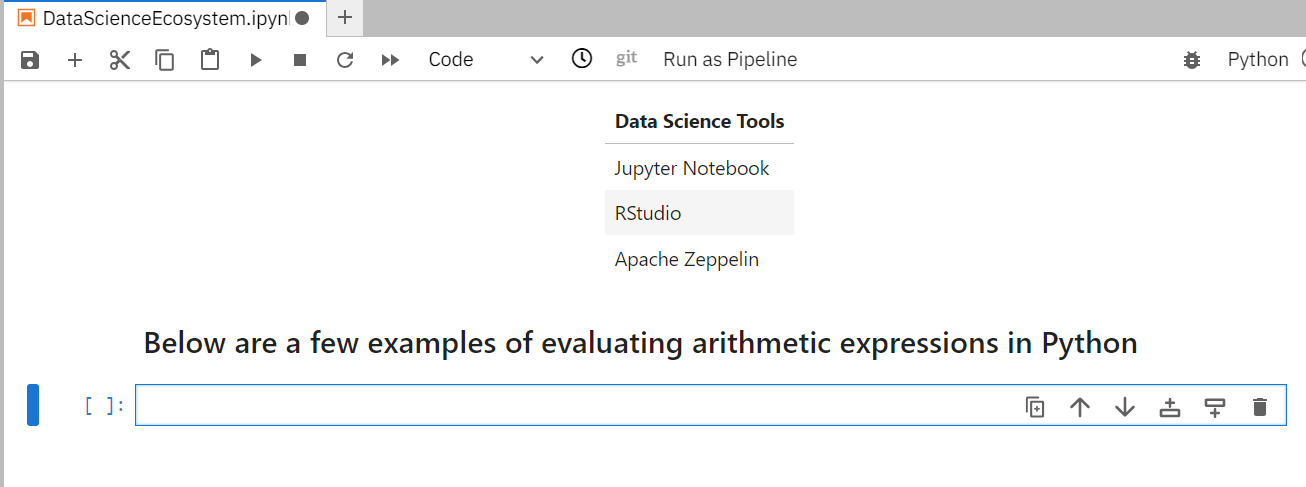 DataScienceEcosystem.ipyn
Code git Run as Pipeline Python
Data Science Tools
Jupyter Notebook
RStudio
Apache Zeppelin
Below are a few examples of evaluating arithmetic expressions in Python
[ ]: